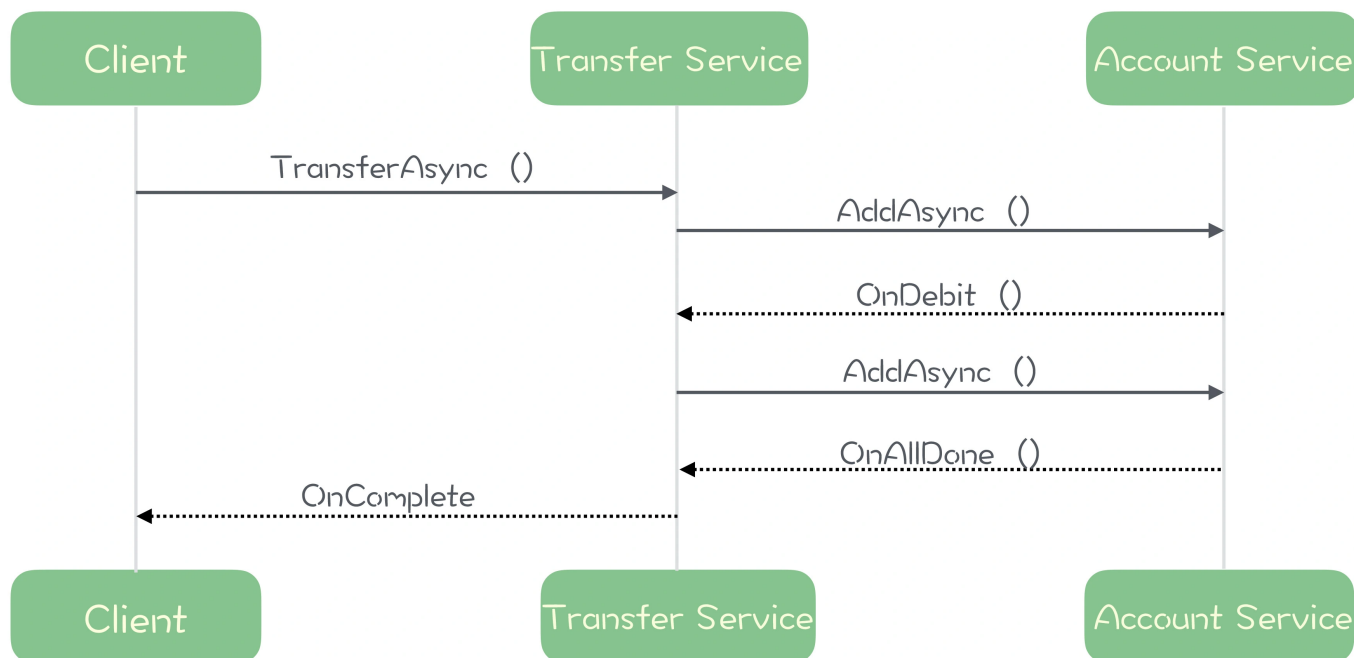 Client
Transfer Service
Account Service
TransferAsync ()
AddAsync ()
OnDebit ()
AddAsync ()
OnAllDone ()
OnComplete
Client
Transfer Service
Account Service